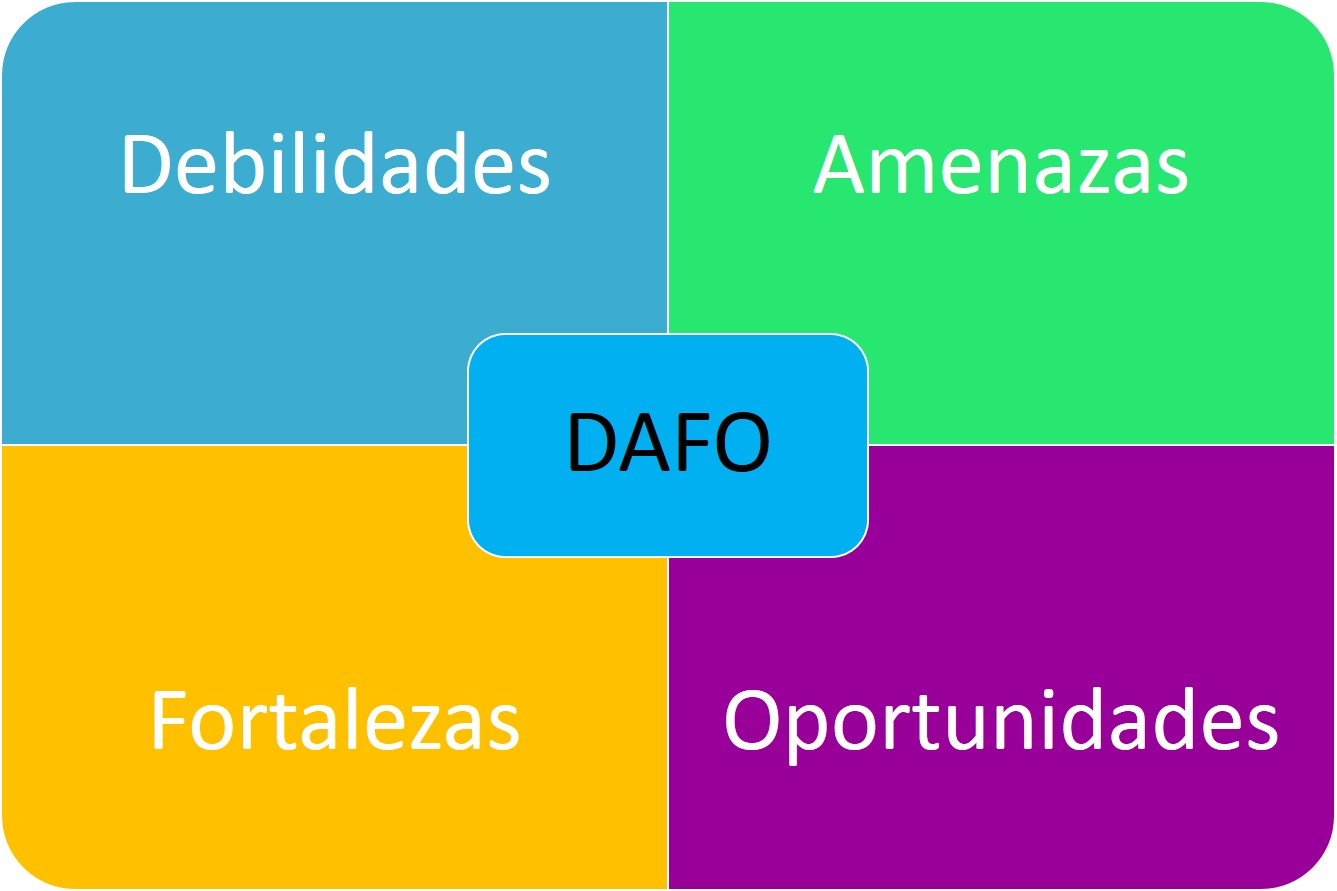 Debilidades
Amenazas
DAFO
Fortalezas
Oportunidades